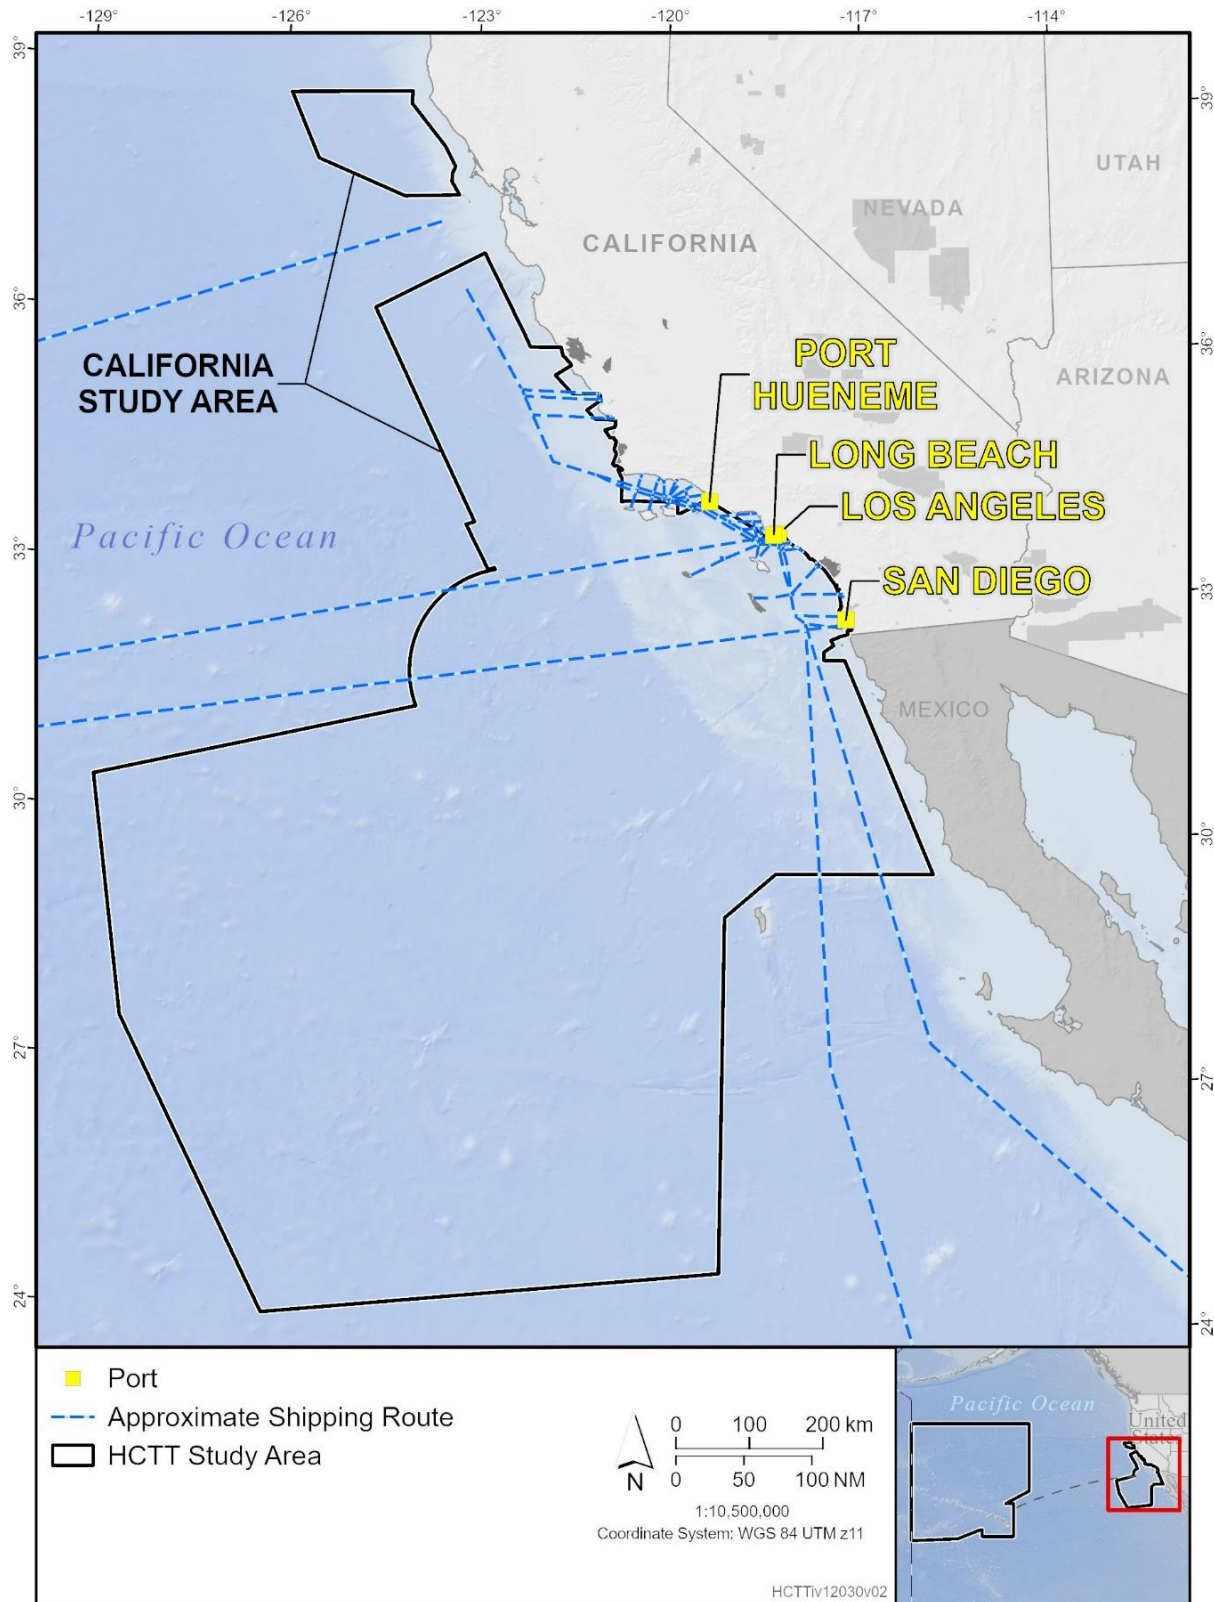 -129°
-126°
-123°
-120°
-117°
-114°
39°
39°
UTAH
NEVADA
CALIFORNIA
36°
36°
CALIFORNIA
STUDY AREA
PORT
HUENEME
ARIZONA
LONG BEACH
LOS ANGELES
Pacific Ocean
33°
33°
SAN DIEGO
MEXICO
30°
30°
27°
27°
24°
24°
Port
Approximate Shipping Route
HCTT Study Area
N
0 100 200 km
0 50 100 NM
1:10,500,000
Coordinate System: WGS 84 UTM z11
HCTTiv12030v02
Pacific Ocean
United
States